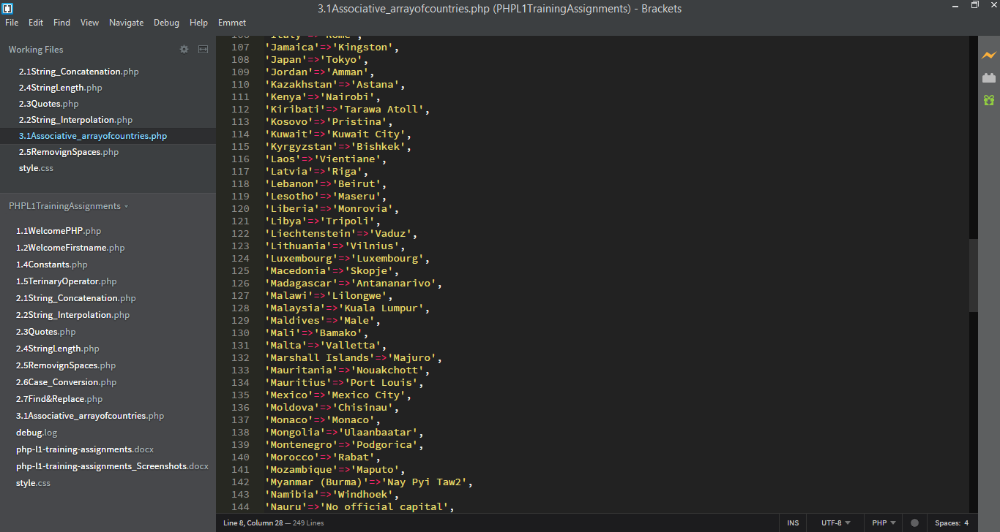 3.1Associative_arrayofcountries.php (PHPL1TrainingAssignments) - Brackets
File Edit Find View Navigate Debug Help Emmet
Working Files
2.1String_Concatenation.php
2.4StringLength.php
2.3Quotes.php
2.2String_Interpolation.php
3.1Associative_arrayofcountries.php
2.5RemovignSpaces.php
style.css
PHPL1TrainingAssignments
1.1WelcomePHP.php
1.2WelcomeFirstname.php
1.4Constants.php
1.5TerinaryOperator.php
2.1String_Concatenation.php
2.2String_Interpolation.php
2.3Quotes.php
2.4StringLength.php
2.5RemovignSpaces.php
2.6Case_Conversion.php
2.7Find&Replace.php
3.1Associative_arrayofcountries.php
debug.log
php-l1-training-assignments.docx
php-l1-training-assignments_Screenshots.docx
style.css
106 'Italy'=>'Rome',
107 'Jamaica'=>'Kingston',
108 'Japan'=>'Tokyo',
109 'Jordan'=>'Amman',
110 'Kazakhstan'=>'Astana',
111 'Kenya'=>'Nairobi',
112 'Kiribati'=>'Tarawa Atoll',
113 'Kosovo'=>'Pristina',
114 'Kuwait'=>'Kuwait City',
115 'Kyrgyzstan'=>'Bishkek',
116 'Laos'=>'Vientiane',
117 'Latvia'=>'Riga',
118 'Lebanon'=>'Beirut',
119 'Lesotho'=>'Maseru',
120 'Liberia'=>'Monrovia',
121 'Libya'=>'Tripoli',
122 'Liechtenstein'=>'Vaduz',
123 'Lithuania'=>'Vilnius',
124 'Luxembourg'=>'Luxembourg',
125 'Macedonia'=>'Skopje',
126 'Madagascar'=>'Antananarivo',
127 'Malawi'=>'Lilongwe',
128 'Malaysia'=>'Kuala Lumpur',
129 'Maldives'=>'Male',
130 'Mali'=>'Bamako',
131 'Malta'=>'Valletta',
132 'Marshall Islands'=>'Majuro',
133 'Mauritania'=>'Nouakchott',
134 'Mauritius'=>'Port Louis',
135 'Mexico'=>'Mexico City',
136 'Moldova'=>'Chisinau',
137 'Monaco'=>'Monaco',
138 'Mongolia'=>'Ulaanbaatar',
139 'Montenegro'=>'Podgorica',
140 'Morocco'=>'Rabat',
141 'Mozambique'=>'Maputo',
142 'Myanmar (Burma)'=>'Nay Pyi Taw2',
143 'Namibia'=>'Windhoek',
144 'Nauru'=>'No official capital',
Line 8, Column 28 — 249 Lines
INS UTF-8 PHP Spaces: 4